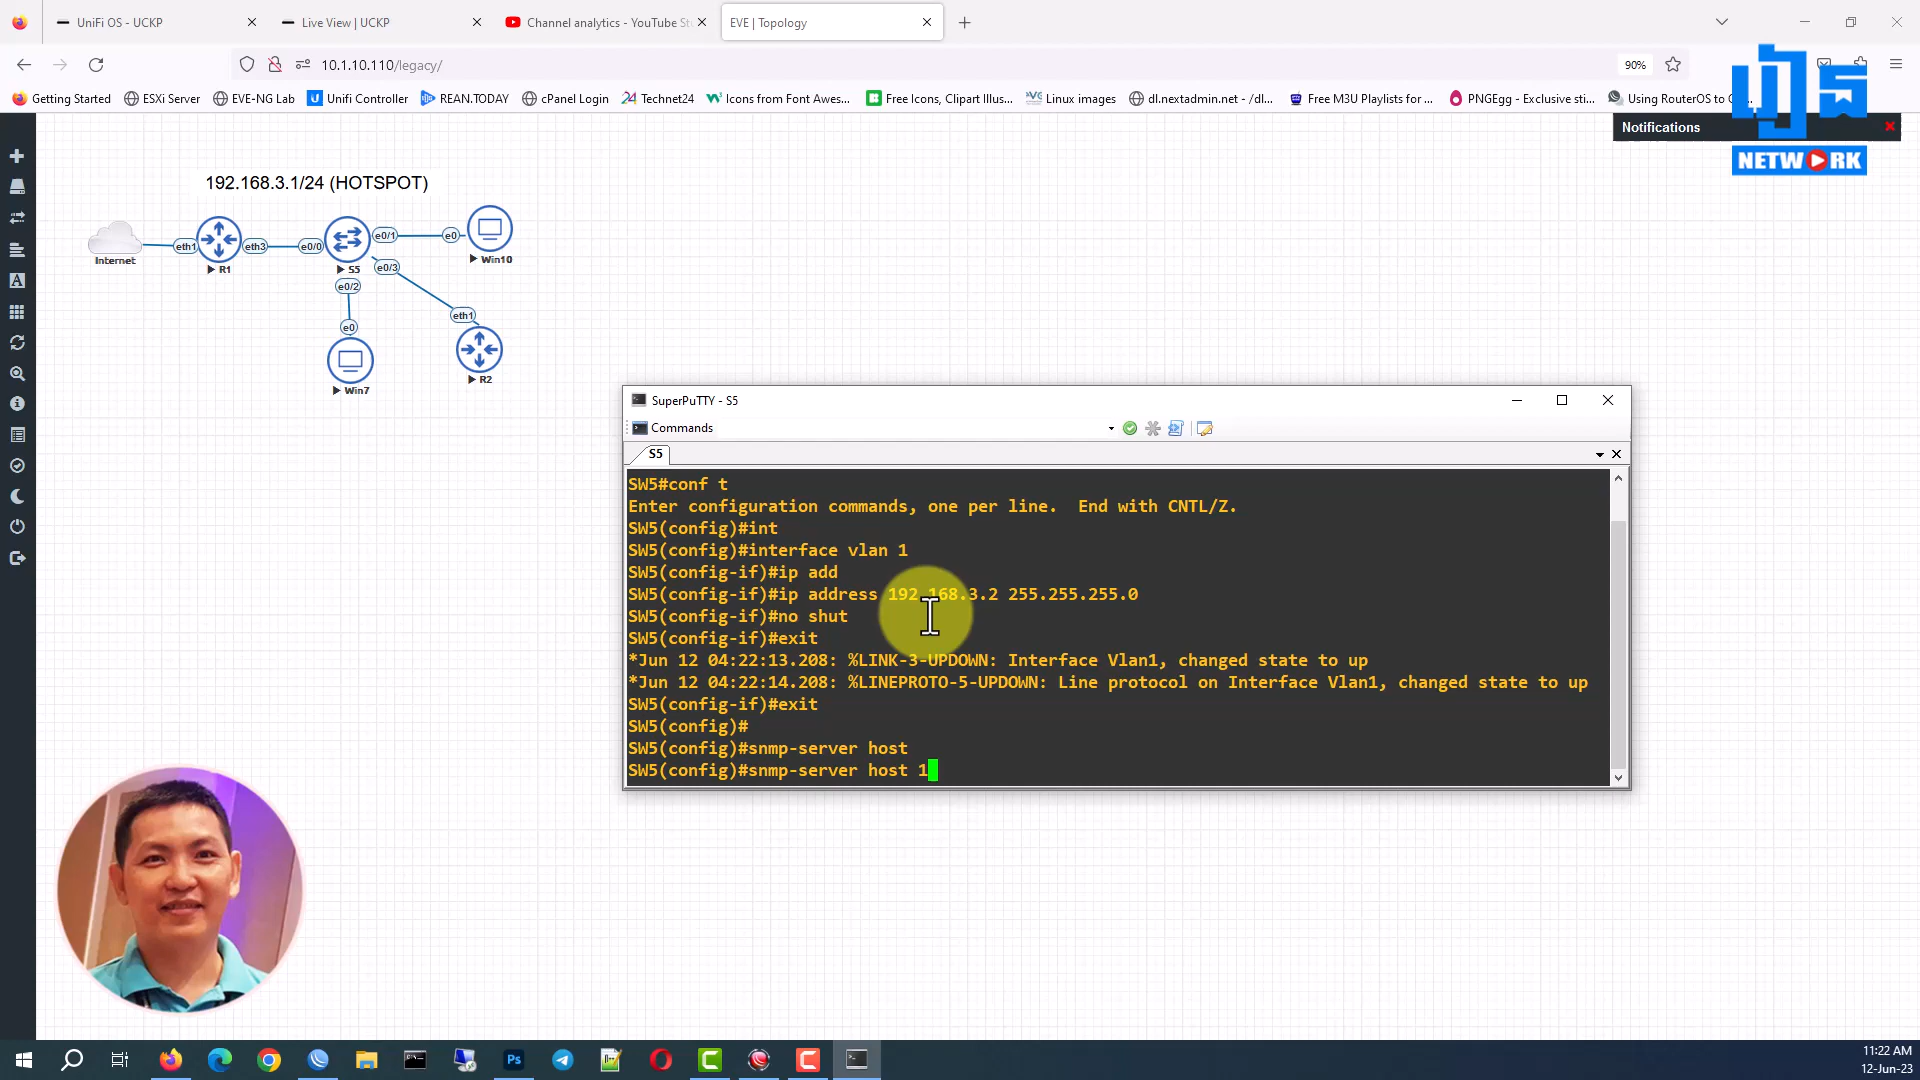 UniFi OS - UCKP
Live View | UCKP
Channel analytics - YouTube St
EVE | Topology
10.1.10.110/legacy/
90%
Getting Started
ESXi Server
EVE-NG Lab
Unifi Controller
REAN.TODAY
cPanel Login
Technet24
Icons from Font Awes...
Free Icons, Clipart Illus...
Linux images
dl.nextadmin.net - /dl...
Free M3U Playlists for ...
PNGEgg - Exclusive sti...
Using RouterOS to
Notifications
NETWORK
192.168.3.1/24 (HOTSPOT)
Internet
eth1
R1
eth3
e0/0
S5
e0/1
e0
Win10
e0/3
e0/2
eth1
e0
Win7
R2
SuperPuTTY - S5
Commands
S5
SW5#conf t
Enter configuration commands, one per line.  End with CNTL/Z.
SW5(config)#int
SW5(config)#interface vlan 1
SW5(config-if)#ip add
SW5(config-if)#ip address 192.168.3.2 255.255.255.0
SW5(config-if)#no shut
SW5(config-if)#exit
*Jun 12 04:22:13.208: %LINK-3-UPDOWN: Interface Vlan1, changed state to up
*Jun 12 04:22:14.208: %LINEPROTO-5-UPDOWN: Line protocol on Interface Vlan1, changed state to up
SW5(config-if)#exit
SW5(config)#
SW5(config)#snmp-server host
SW5(config)#snmp-server host 1
11:22 AM
12-Jun-23